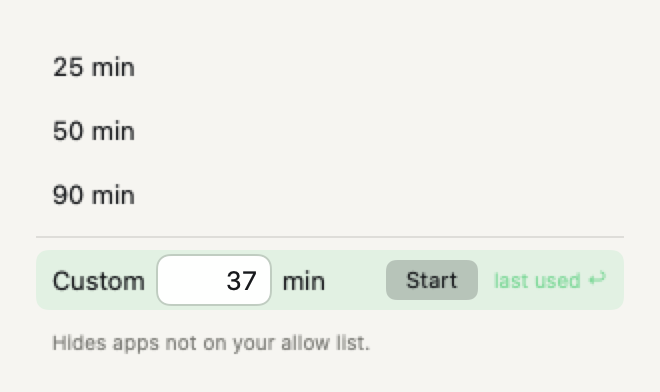 25 min
50 min
90 min
Custom 37 min Start last used ↩
Hides apps not on your allow list.